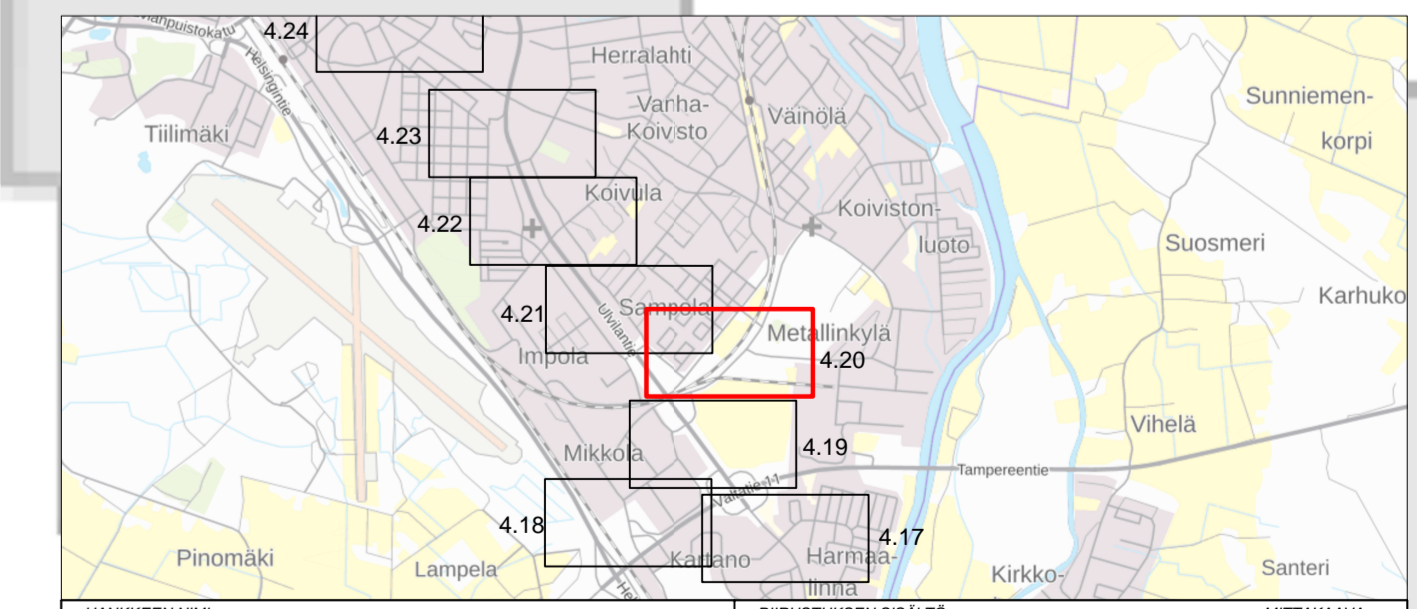 4.24
Helsingintie
Herralahti
Vanha-
Koivisto
Väinölä
Sunniemen-
korpi
Tiilimäki
4.23
Koivula
4.22
Koiviston-
luoto
Suosmeri
Karhuko
4.21
Sampola
Ulvilantie
Impola
Metallinkylä
4.20
Vihelä
Mikkola
4.19
Tampereentie
Valtatie 11
4.18
4.17
Pinomäki
Lampela
Kartano
Harmaa-
linna
Kirkko-
Santeri
Hel